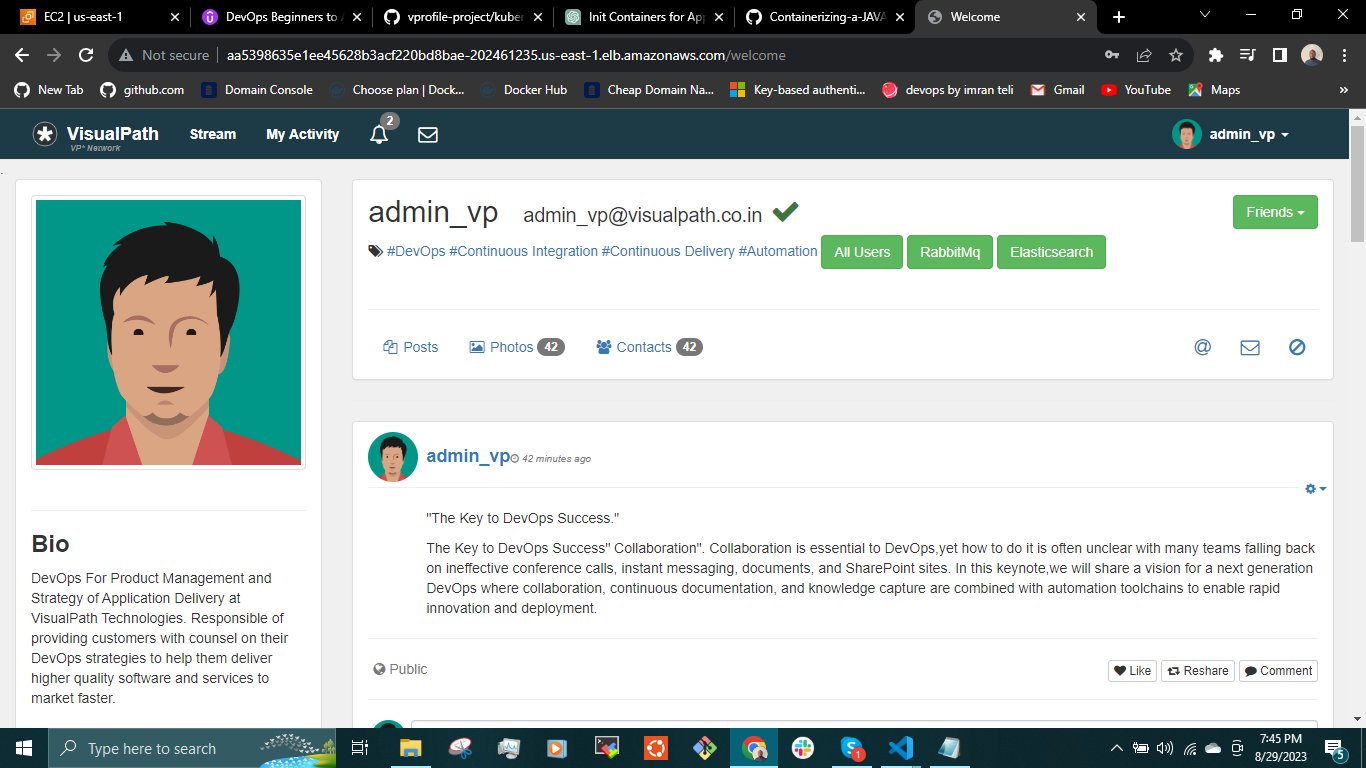 EC2 | us-east-1
DevOps Beginners to A
vprofile-project/kuber
Init Containers for App
Containerizing-a-JAVA
Welcome
Not secure | aa5398635e1ee45628b3acf220bd8bae-202461235.us-east-1.elb.amazonaws.com/welcome
New Tab
github.com
Domain Console
Choose plan | Dock...
Docker Hub
Cheap Domain Na...
Key-based authenti...
devops by imran teli
Gmail
YouTube
Maps
»
VisualPath
VP* Network
Stream
My Activity
2
admin_vp
admin_vp admin_vp@visualpath.co.in
Friends
#DevOps #Continuous Integration #Continuous Delivery #Automation All Users RabbitMq Elasticsearch
Posts Photos 42 Contacts 42
@
Bio
DevOps For Product Management and
Strategy of Application Delivery at
VisualPath Technologies. Responsible of
providing customers with counsel on their
DevOps strategies to help them deliver
higher quality software and services to
market faster.
admin_vp 42 minutes ago
"The Key to DevOps Success."
The Key to DevOps Success" Collaboration". Collaboration is essential to DevOps,yet how to do it is often unclear with many teams falling back
on ineffective conference calls, instant messaging, documents, and SharePoint sites. In this keynote,we will share a vision for a next generation
DevOps where collaboration, continuous documentation, and knowledge capture are combined with automation toolchains to enable rapid
innovation and deployment.
Public
Like Reshare Comment
Type here to search
1
7:45 PM
8/29/2023
5